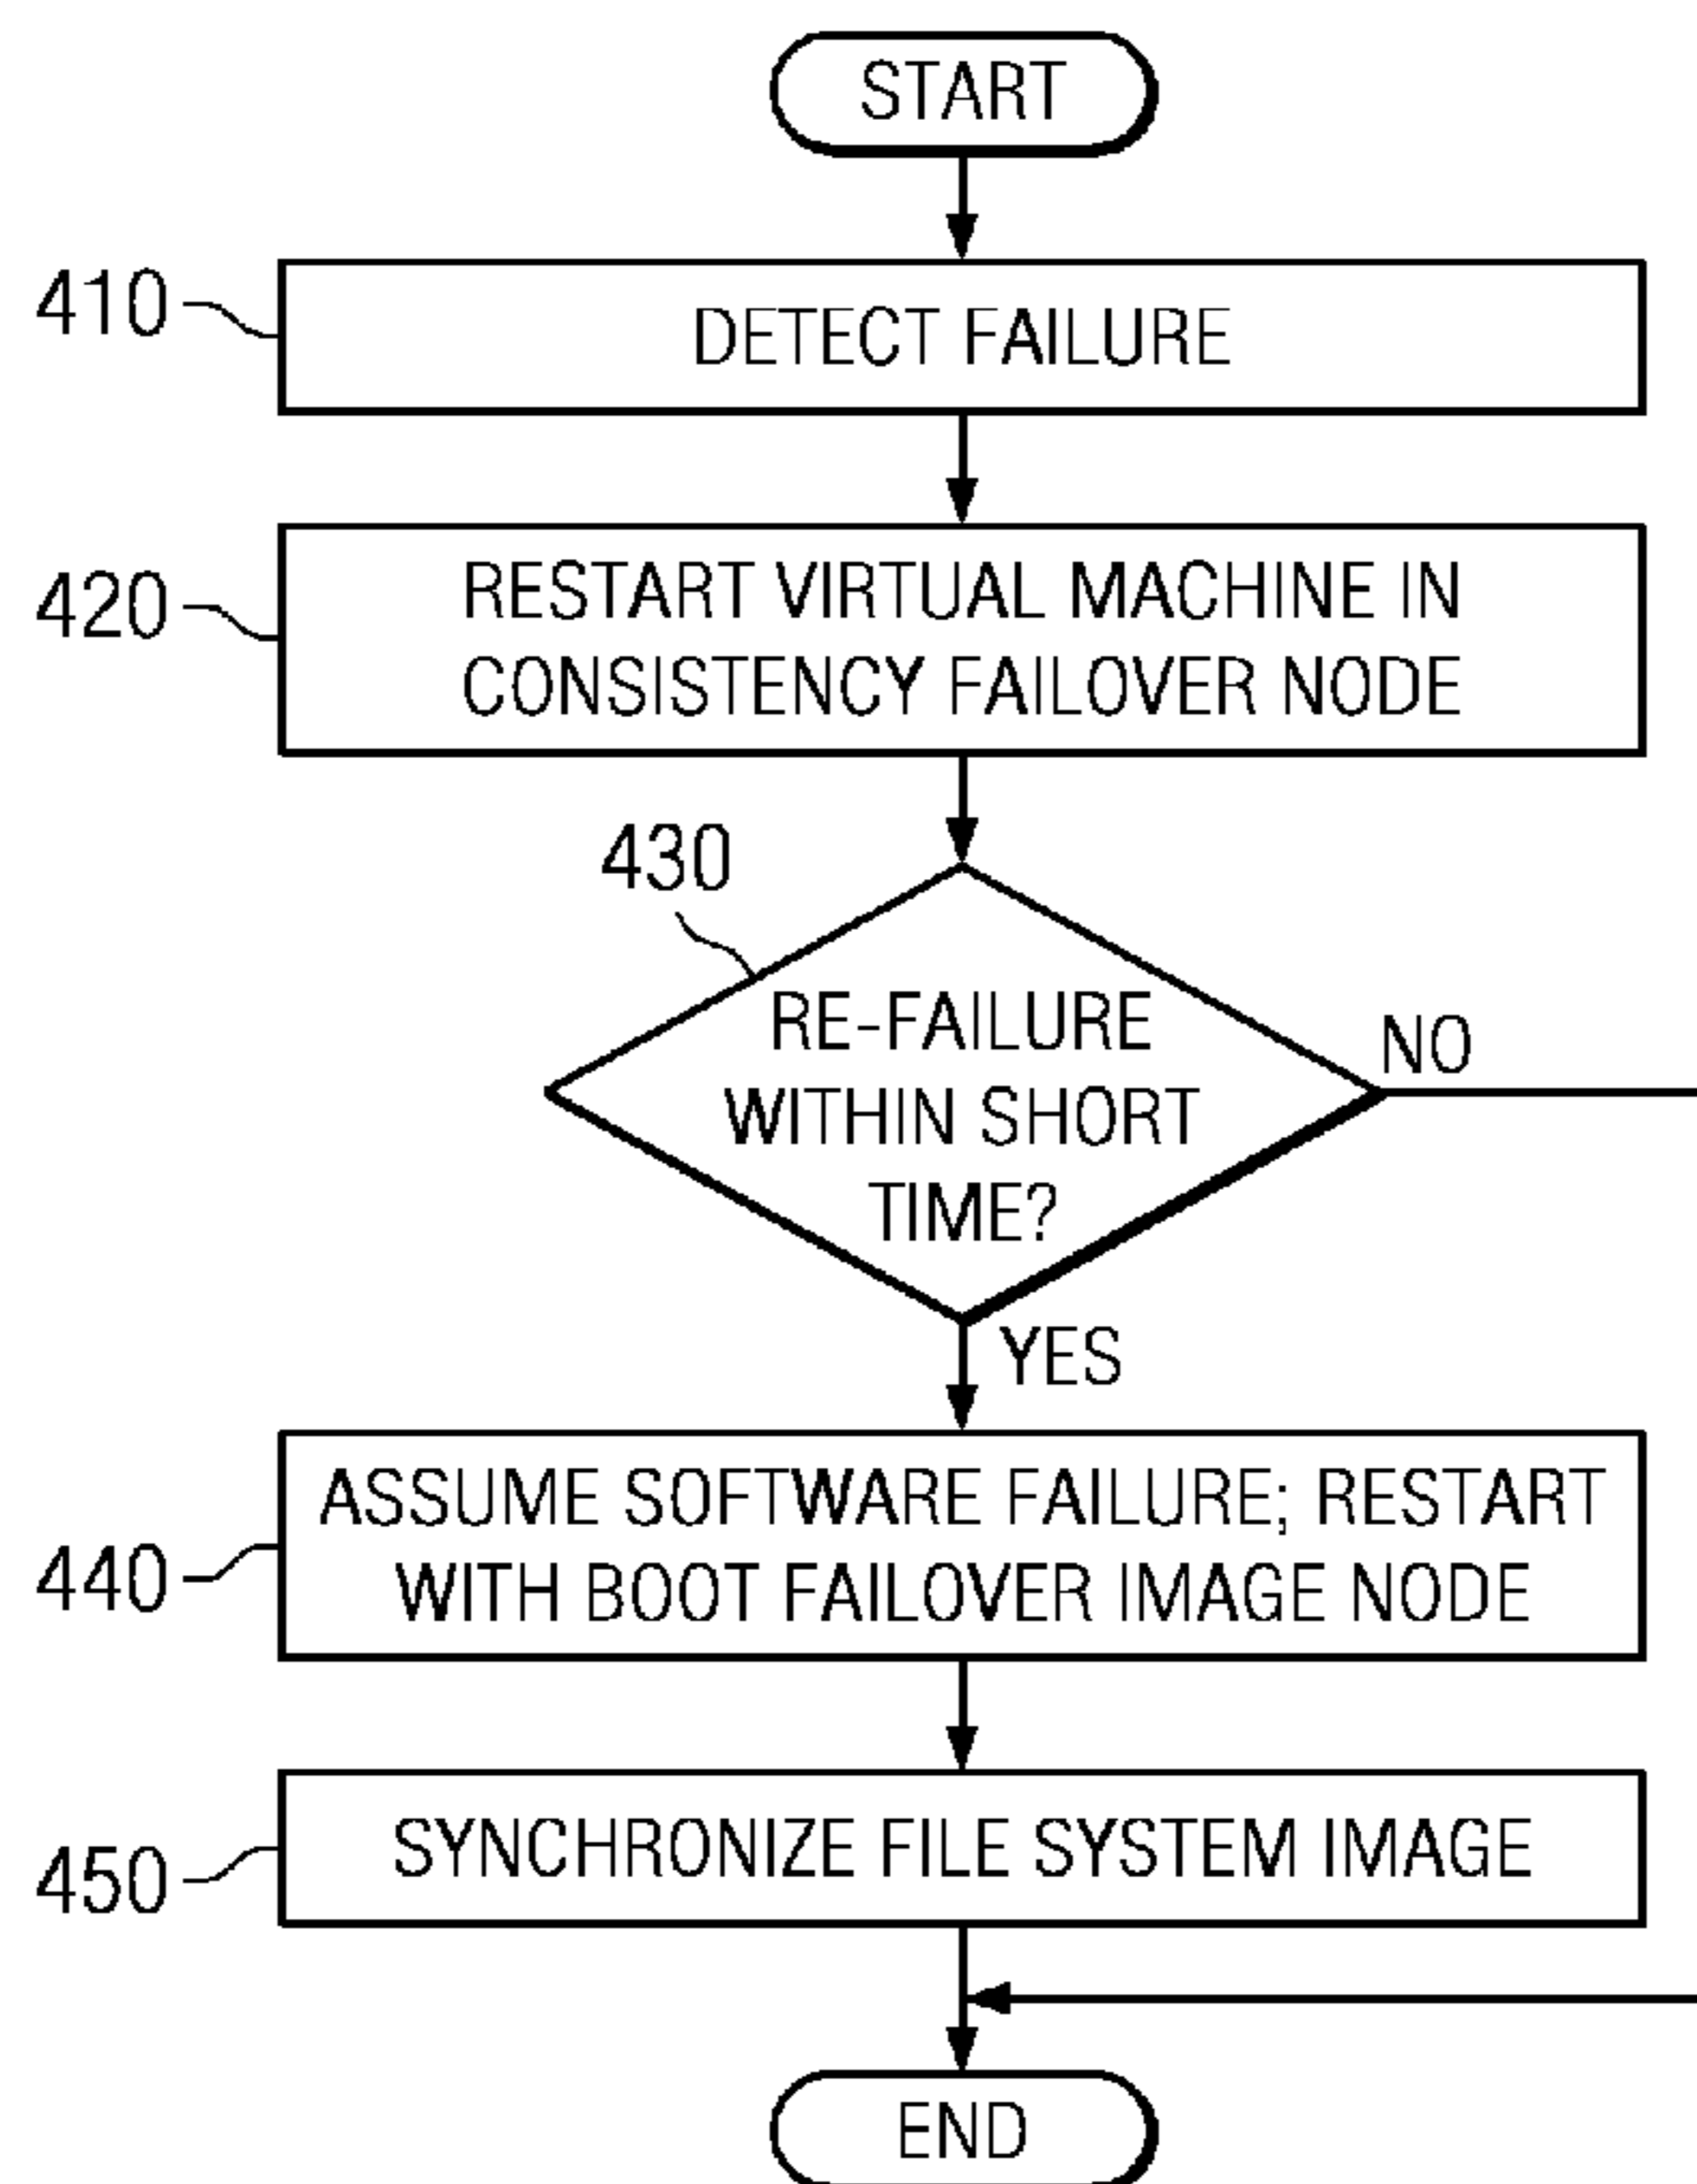 START
410
DETECT FAILURE
420
RESTART VIRTUAL MACHINE IN
CONSISTENCY FAILOVER NODE
430
RE-FAILURE
WITHIN SHORT
TIME?
NO
YES
440
ASSUME SOFTWARE FAILURE; RESTART
WITH BOOT FAILOVER IMAGE NODE
450
SYNCHRONIZE FILE SYSTEM IMAGE
END